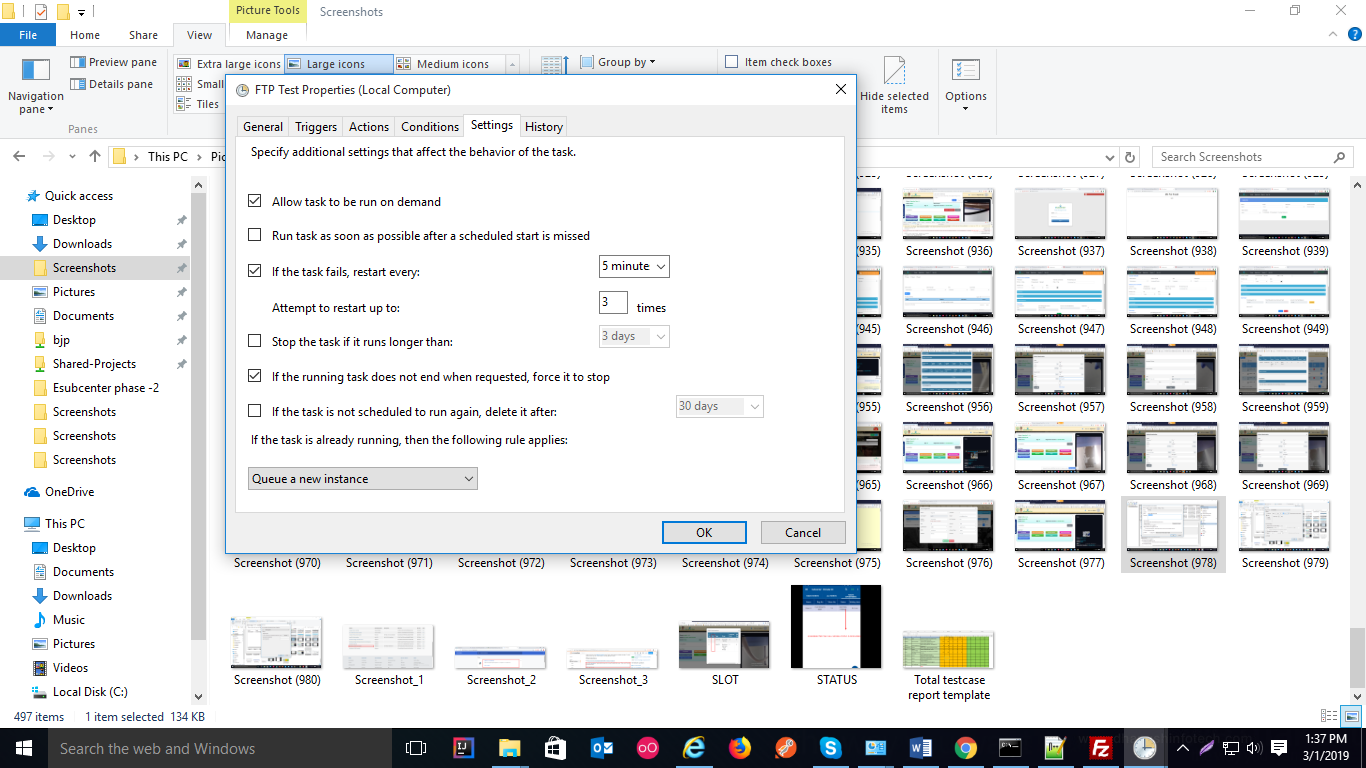 Picture Tools
Screenshots
File
Home
Share
View
Manage
Navigation pane
Preview pane
Details pane
Panes
Extra large icons
Large icons
Medium icons
Small
Tiles
Group by
Item check boxes
Hide selected items
Options
This PC
Search Screenshots
FTP Test Properties (Local Computer)
General
Triggers
Actions
Conditions
Settings
History
Specify additional settings that affect the behavior of the task.
Allow task to be run on demand
Run task as soon as possible after a scheduled start is missed
If the task fails, restart every:
5 minute
Attempt to restart up to:
3
times
Stop the task if it runs longer than:
3 days
If the running task does not end when requested, force it to stop
If the task is not scheduled to run again, delete it after:
30 days
If the task is already running, then the following rule applies:
Queue a new instance
OK
Cancel
Quick access
Desktop
Downloads
Screenshots
Pictures
Documents
bjp
Shared-Projects
Esubcenter phase -2
Screenshots
Screenshots
Screenshots
OneDrive
This PC
Desktop
Documents
Downloads
Music
Pictures
Videos
Local Disk (C:)
(935)
Screenshot (936)
Screenshot (937)
Screenshot (938)
Screenshot (939)
(945)
Screenshot (946)
Screenshot (947)
Screenshot (948)
Screenshot (949)
(955)
Screenshot (956)
Screenshot (957)
Screenshot (958)
Screenshot (959)
(965)
Screenshot (966)
Screenshot (967)
Screenshot (968)
Screenshot (969)
Screenshot (970)
Screenshot (971)
Screenshot (972)
Screenshot (973)
Screenshot (974)
(975)
Screenshot (976)
Screenshot (977)
Screenshot (978)
Screenshot (979)
Screenshot (980)
Screenshot_1
Screenshot_2
Screenshot_3
SLOT
STATUS
Total testcase
report template
497 items
1 item selected 134 KB
Search the web and Windows
1:37 PM
3/1/2019